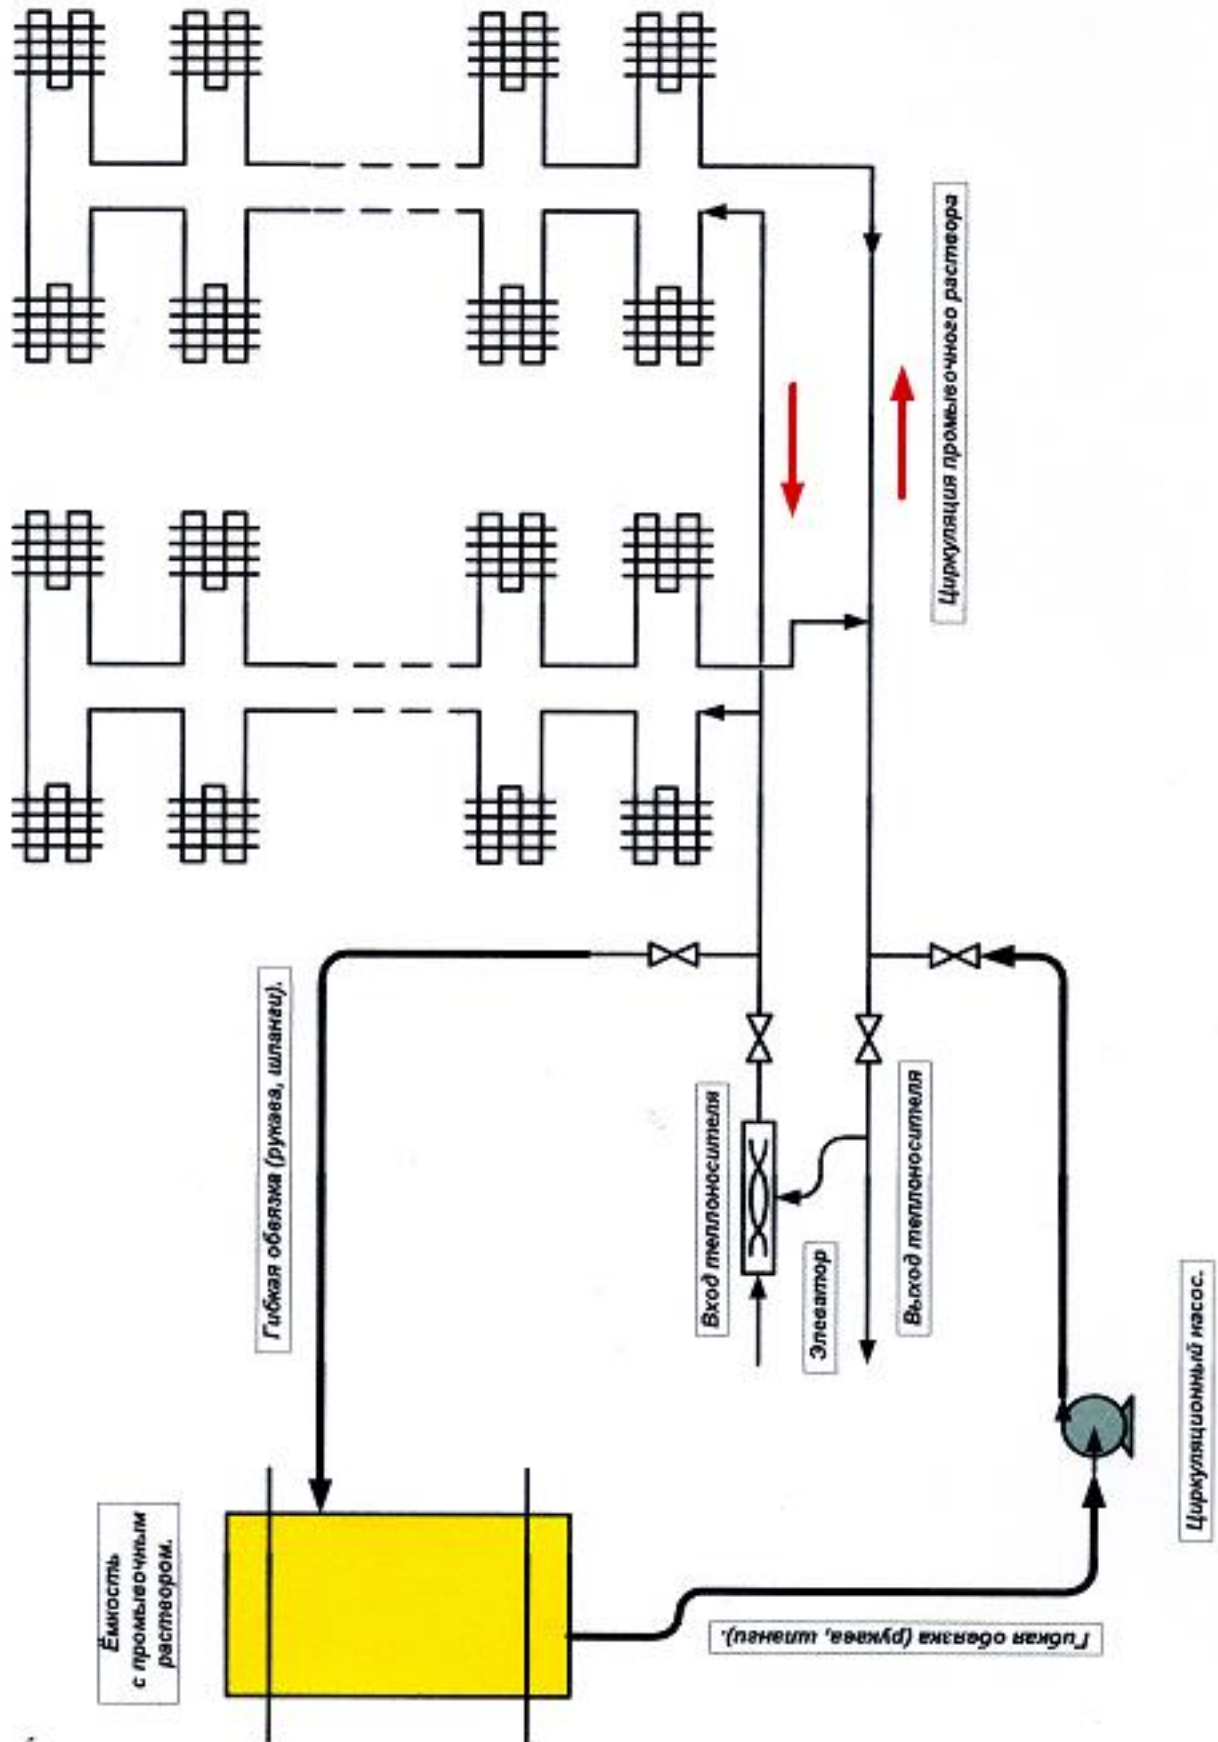 Ёмкость
с промывочным
раствором.
Гибкая обвязка (рукава, шланги).
Вход теплоносителя
Элеватор
Выход теплоносителя
Циркуляция промывочного раствора
Гибкая обвязка (рукава, шланги).
Циркуляционный насос.